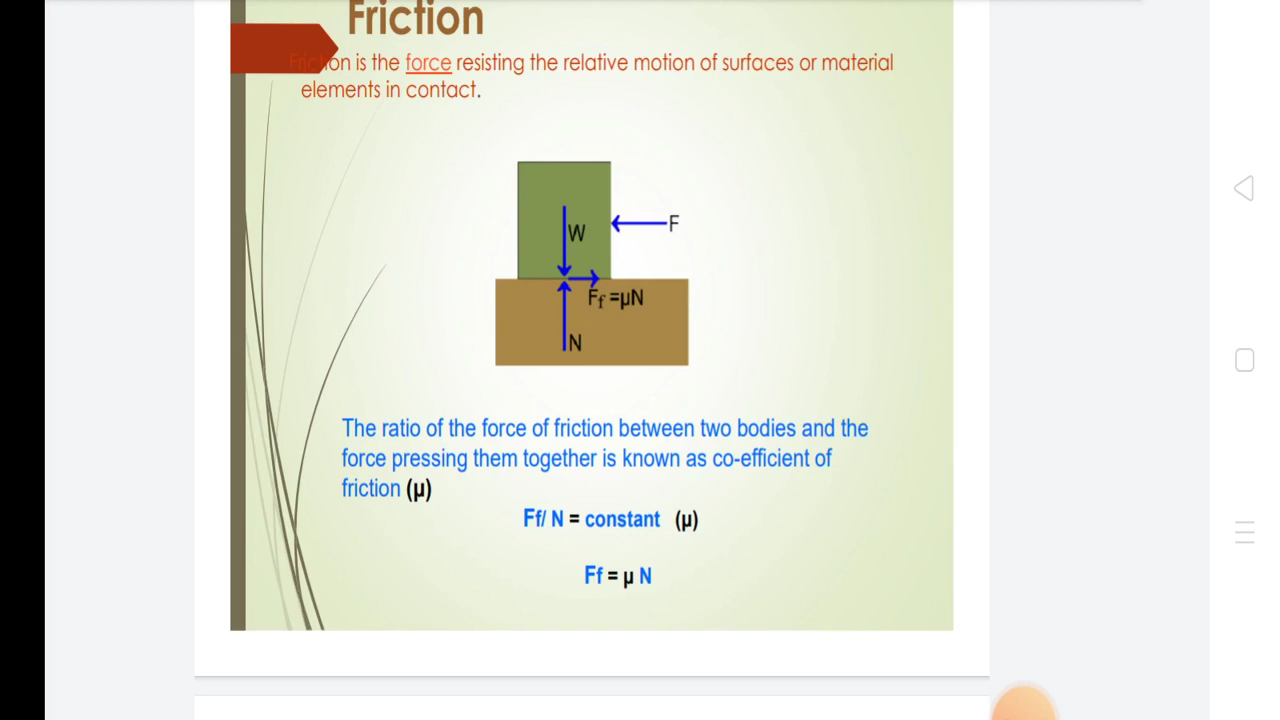 Friction
Friction is the force resisting the relative motion of surfaces or material
elements in contact.
W
F
Ff =μN
N
The ratio of the force of friction between two bodies and the
force pressing them together is known as co-efficient of
friction (μ)
Ff/ N = constant (μ)
Ff = μ N